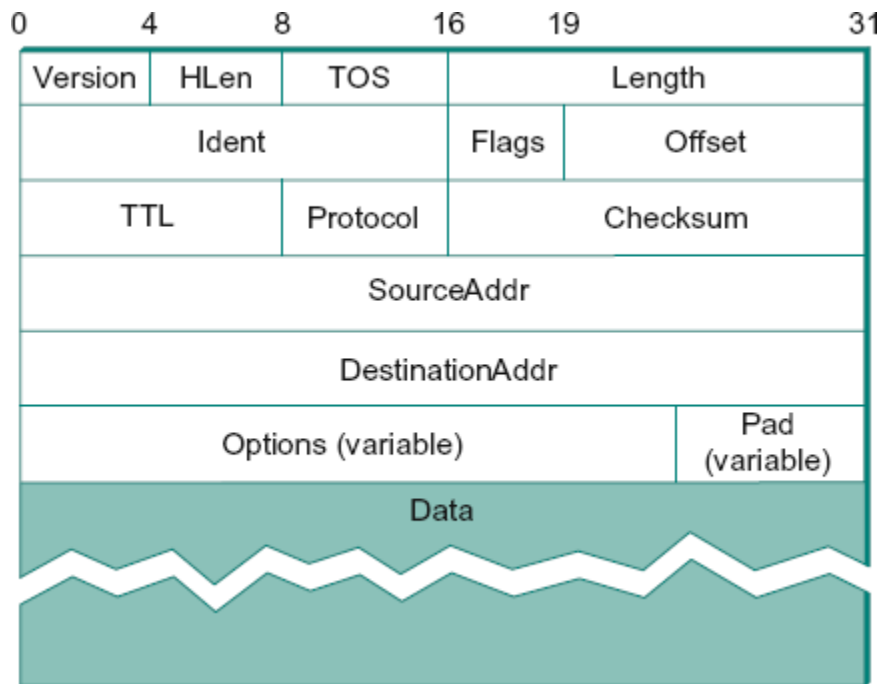 0 4 8 16 19 31
Version HLen TOS Length
Ident Flags Offset
TTL Protocol Checksum
SourceAddr
DestinationAddr
Options (variable) Pad
(variable)
Data